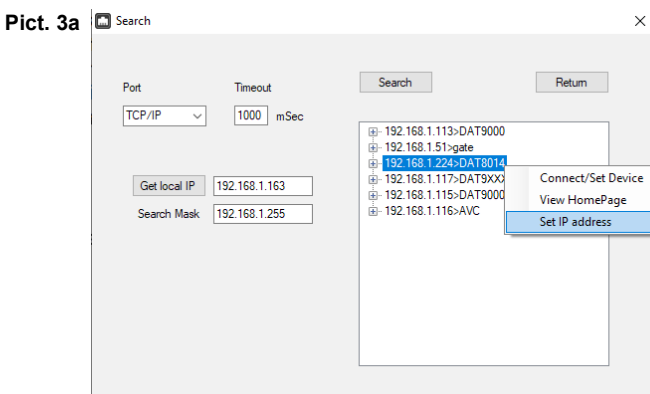 Pict. 3a
Search
Port
Timeout
Search
Return
TCP/IP
1000 mSec
192.168.1.113>DAT9000
192.168.1.51>gate
192.168.1.224>DAT8014
192.168.1.117>DAT9XXX
192.168.1.115>DAT9000
192.168.1.116>AVC
Connect/Set Device
View HomePage
Set IP address
Get local IP 192.168.1.163
Search Mask 192.168.1.255